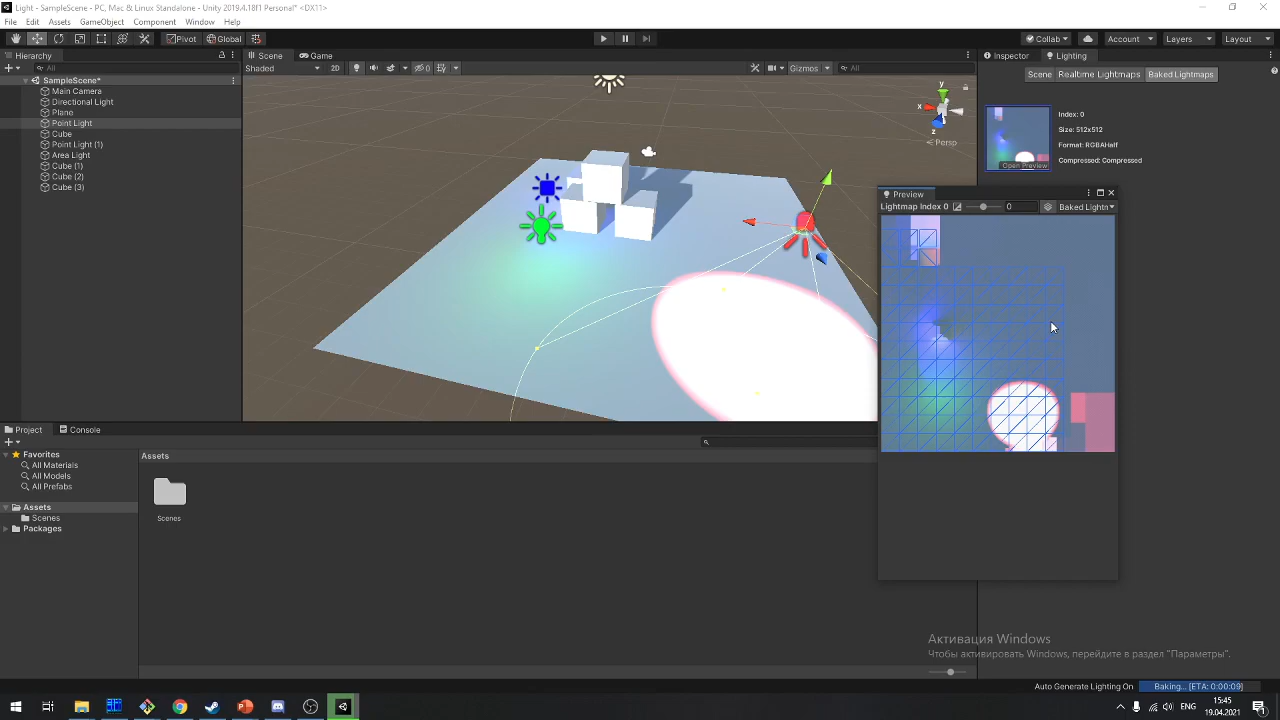 Light - SampleScene - PC, Mac & Linux Standalone - Unity 2019.4.18f1 Personal* <DX11>
File Edit Assets GameObject Component Window Help
Pivot Global Collab Account Layers Layout
Hierarchy Scene Game Inspector Lighting
All Shaded 2D 0 Gizmos All Scene Realtime Lightmaps Baked Lightmaps
SampleScene*
Main Camera
Directional Light
Plane
Point Light
Cube
Point Light (1)
Area Light
Cube (1)
Cube (2)
Cube (3)
y
x
z
Persp
Index: 0
Size: 512x512
Format: RGBAHalf
Compressed: Compressed
Open Preview
Preview
Lightmap Index 0 0 Baked Lightn
Project Console
Favorites
All Materials
All Models
All Prefabs
Assets
Scenes
Packages
Assets
Scenes
Активация Windows
Чтобы активировать Windows, перейдите в раздел "Параметры".
Auto Generate Lighting On Baking... [ETA: 0:00:09]
ENG
15:45
19.04.2021